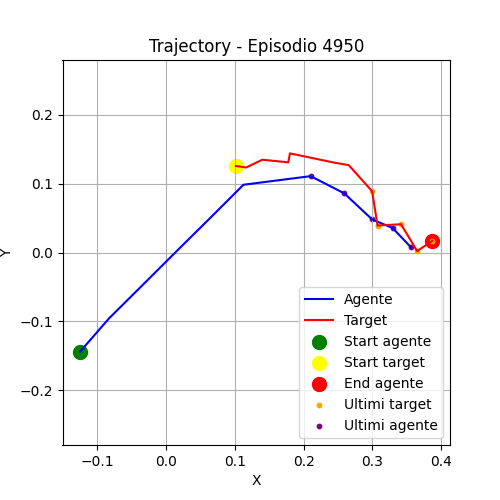 Trajectory - Episodio 4950
Y
0.2
0.1
0.0
−0.1
−0.2
−0.1
0.0
0.1
0.2
0.3
0.4
X
Agente
Target
Start agente
Start target
End agente
Ultimi target
Ultimi agente